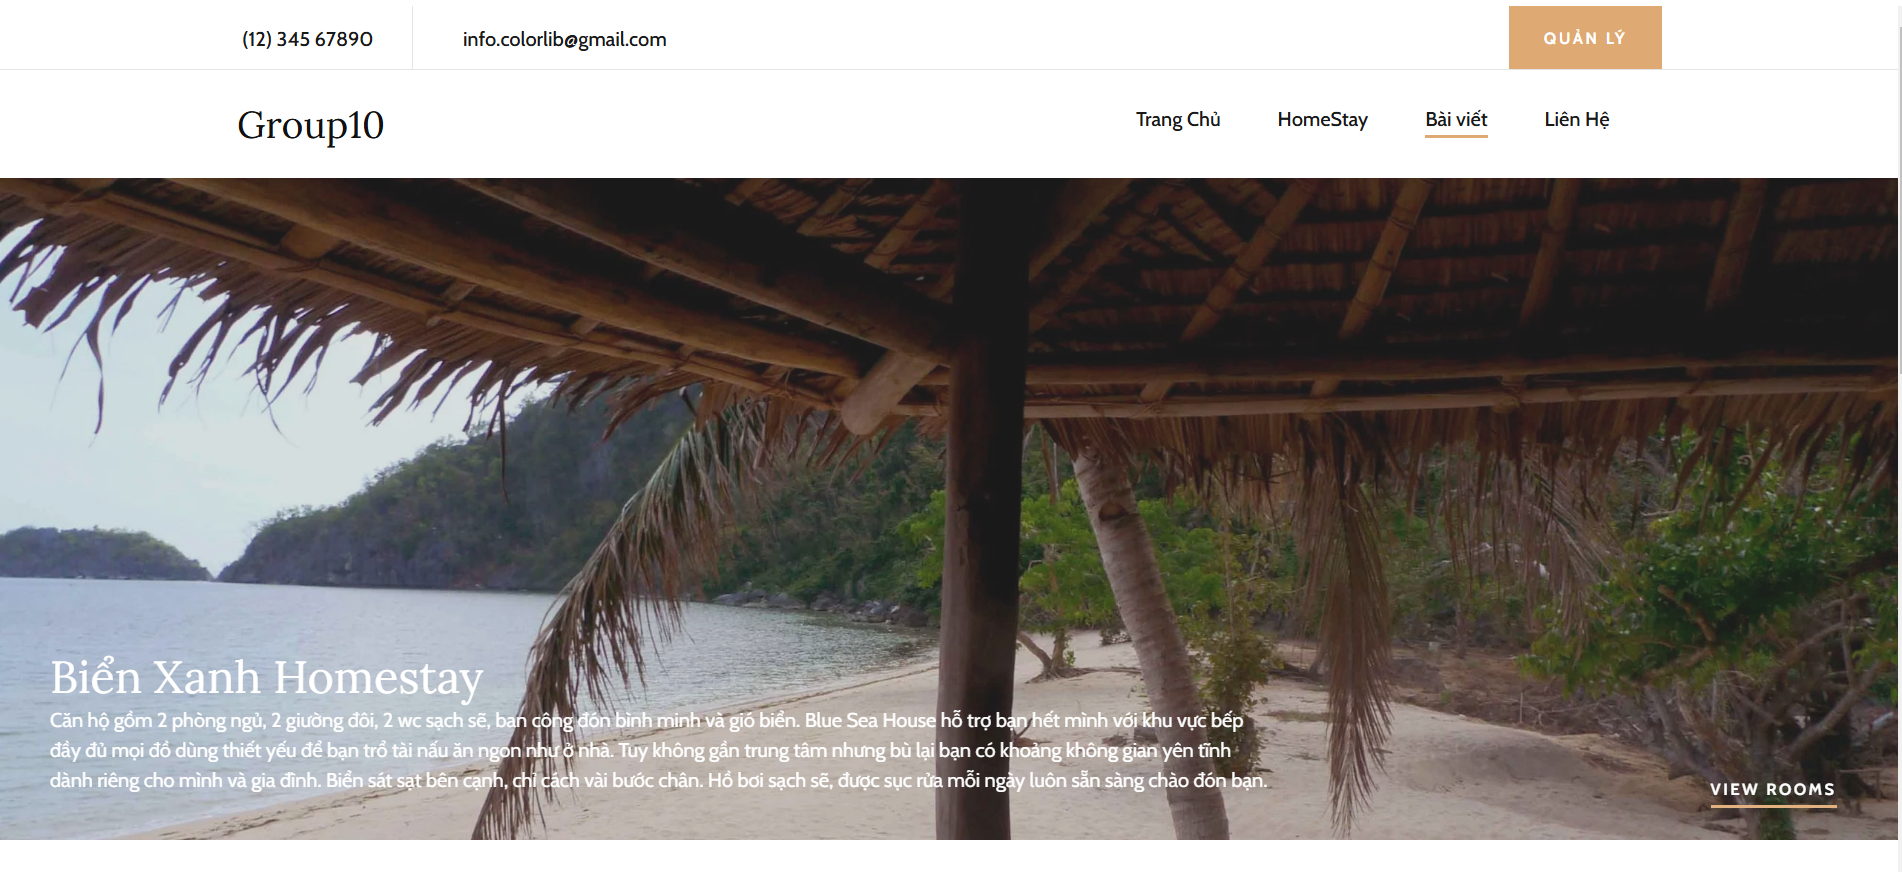 (12) 345 67890
info.colorlib@gmail.com
QUẢN LÝ
Group10
Trang Chủ
HomeStay
Bài viết
Liên Hệ
Biển Xanh Homestay
Căn hộ gồm 2 phòng ngủ, 2 giường đôi, 2 wc sạch sẽ, ban công đón bình minh và gió biển. Blue Sea House hỗ trợ bạn hết mình với khu vực bếp
đầy đủ mọi đồ dùng thiết yếu để bạn trổ tài nấu ăn ngon như ở nhà. Tuy không gần trung tâm nhưng bù lại bạn có khoảng không gian yên tĩnh
dành riêng cho mình và gia đình. Biển sát sạt bên cạnh, chỉ cách vài bước chân. Hồ bơi sạch sẽ, được sục rửa mỗi ngày luôn sẵn sàng chào đón bạn.
VIEW ROOMS